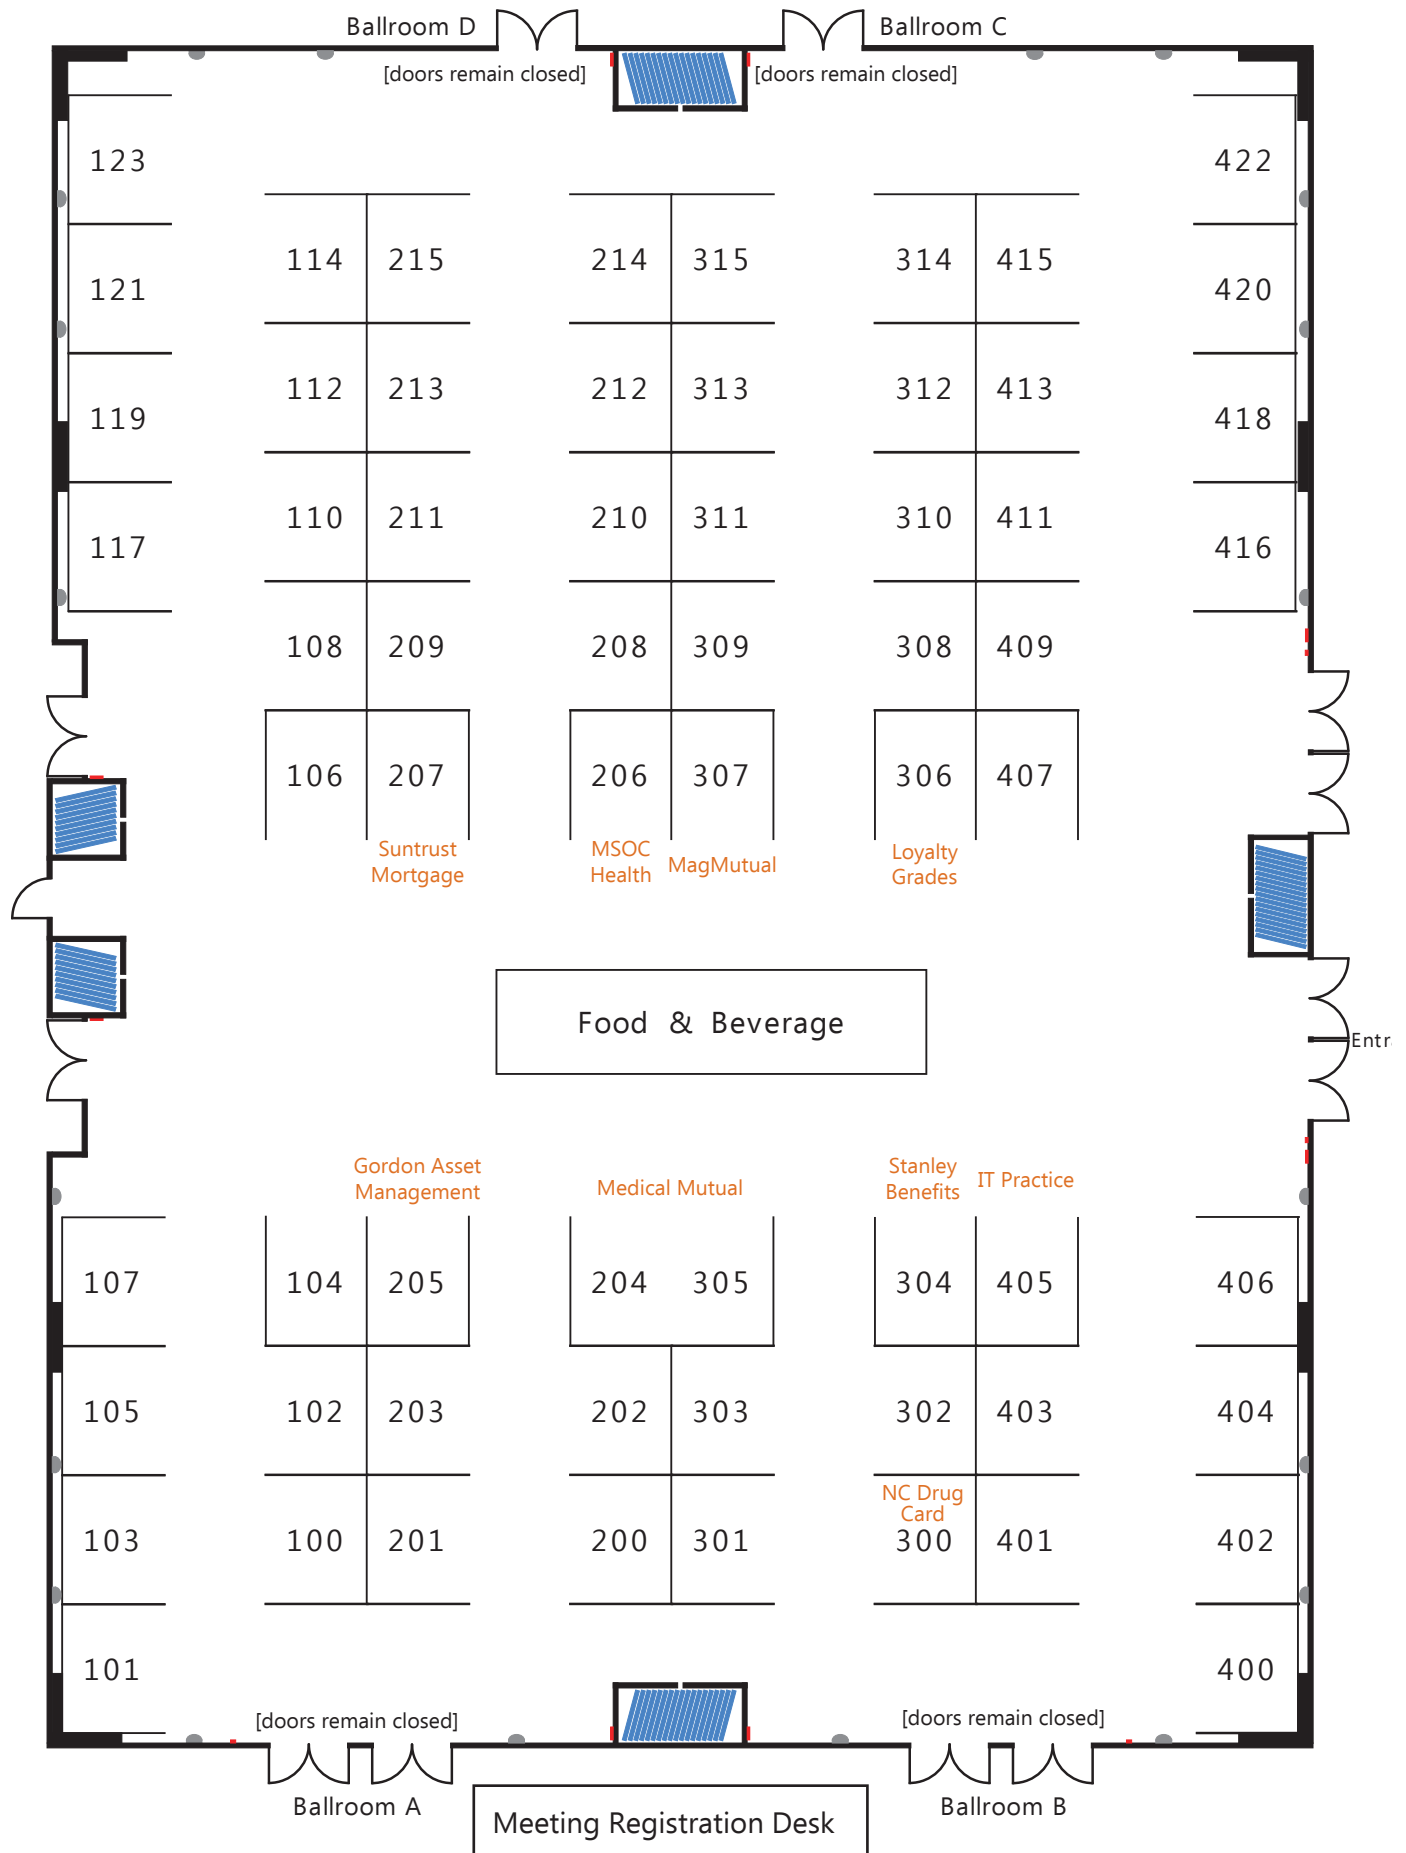 Ballroom D
Ballroom C
[doors remain closed]
[doors remain closed]
123
422
114 215
214 315
314 415
121
420
112 213
212 313
312 413
119
418
110 211
210 311
310 411
117
416
108 209
208 309
308 409
106 207
206 307
306 407
Suntrust
Mortgage
MSOC
Health
MagMutual
Loyalty
Grades
Food & Beverage
Entr
Gordon Asset
Management
Medical Mutual
Stanley
Benefits
IT Practice
107
104 205
204 305
304 405
406
105
102 203
202 303
302 403
404
NC Drug
Card
103
100 201
200 301
300 401
402
101
400
[doors remain closed]
[doors remain closed]
Ballroom A
Ballroom B
Meeting Registration Desk